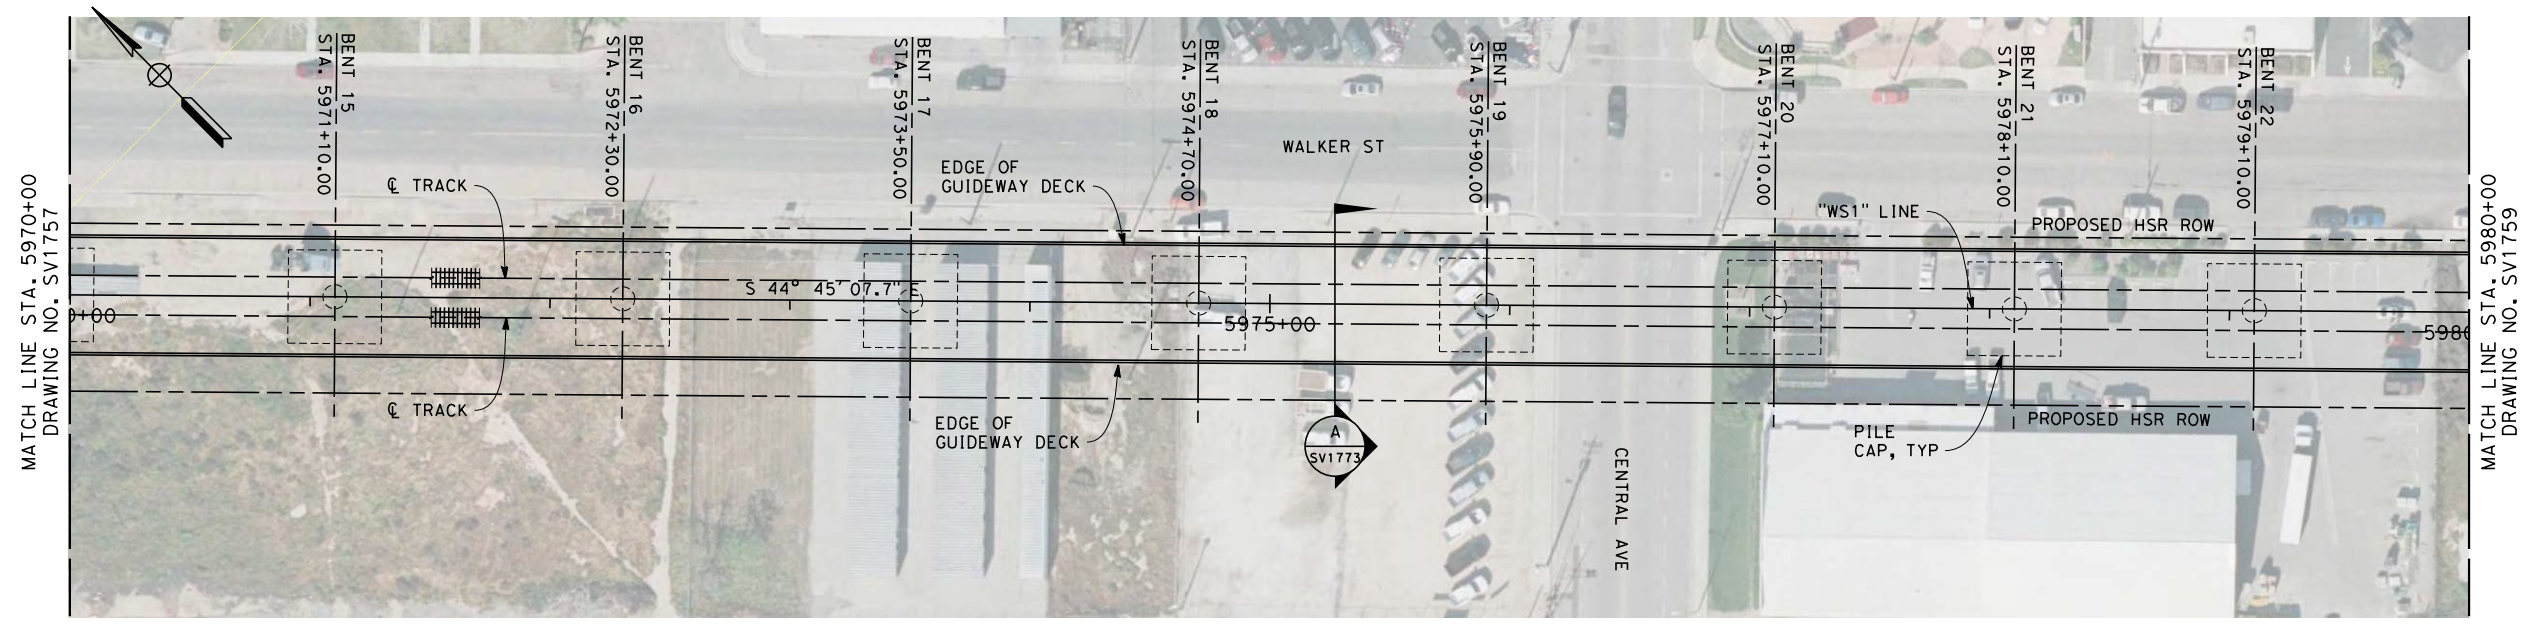 MATCH LINE STA. 5970+00
DRAWING NO. SV1757
BENT 15
STA. 5971+10.00
BENT 16
STA. 5972+30.00
BENT 17
STA. 5973+50.00
BENT 18
STA. 5974+70.00
BENT 19
STA. 5975+90.00
BENT 20
STA. 5977+10.00
BENT 21
STA. 5978+10.00
BENT 22
STA. 5979+10.00
WALKER ST
℄ TRACK
EDGE OF
GUIDEWAY DECK
"WS1" LINE
PROPOSED HSR ROW
S 44° 45' 07.7" E
0+00
5975+00
5980
℄ TRACK
EDGE OF
GUIDEWAY DECK
A
SV1773
CENTRAL AVE
PILE
CAP, TYP
PROPOSED HSR ROW
MATCH LINE STA. 5980+00
DRAWING NO. SV1759